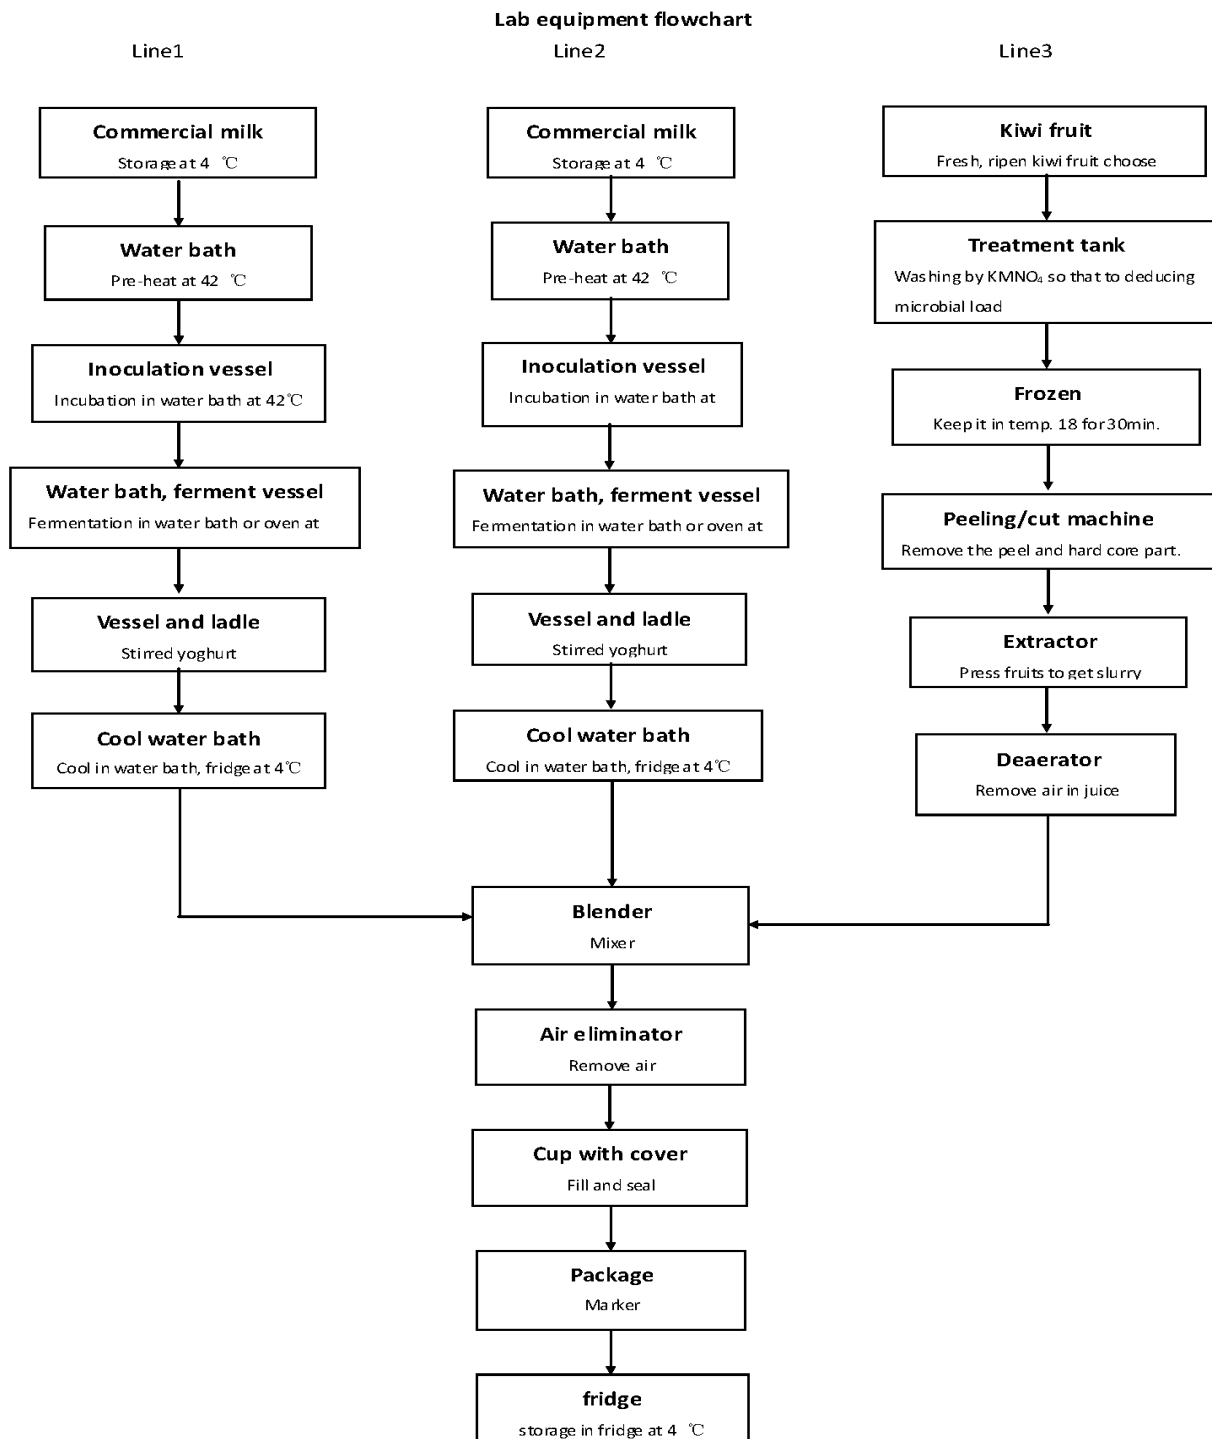 Lab equipment flowchart
Line1
Line2
Line3
Commercial milk
Storage at 4 ℃
Water bath
Pre-heat at 42 ℃
Inoculation vessel
Incubation in water bath at 42℃
Water bath, ferment vessel
Fermentation in water bath or oven at
Vessel and ladle
Stirred yoghurt
Cool water bath
Cool in water bath, fridge at 4℃
Commercial milk
Storage at 4 ℃
Water bath
Pre-heat at 42 ℃
Inoculation vessel
Incubation in water bath at
Water bath, ferment vessel
Fermentation in water bath or oven at
Vessel and ladle
Stirred yoghurt
Cool water bath
Cool in water bath, fridge at 4℃
Kiwi fruit
Fresh, ripen kiwi fruit choose
Treatment tank
Washing by KMNO₄ so that to deducing
microbial load
Frozen
Keep it in temp. 18 for 30min.
Peeling/cut machine
Remove the peel and hard core part.
Extractor
Press fruits to get slurry
Deaerator
Remove air in juice
Blender
Mixer
Air eliminator
Remove air
Cup with cover
Fill and seal
Package
Marker
fridge
storage in fridge at 4 ℃